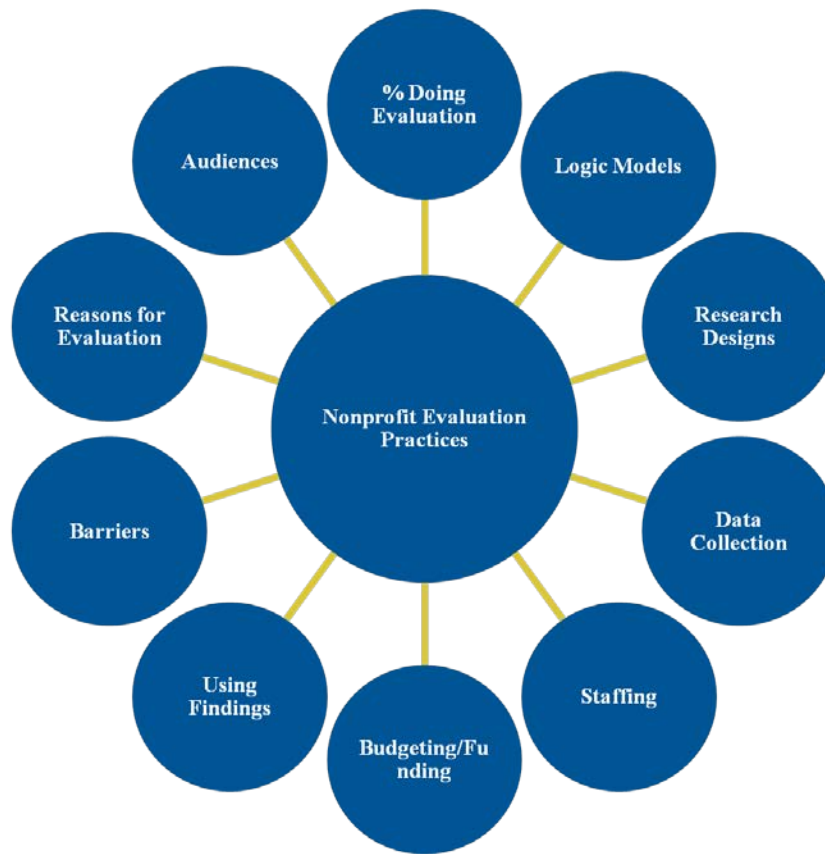 % Doing
Evaluation
Logic Models
Research
Designs
Data
Collection
Staffing
Budgeting/Fu
nding
Using
Findings
Barriers
Reasons for
Evaluation
Audiences
Nonprofit Evaluation
Practices